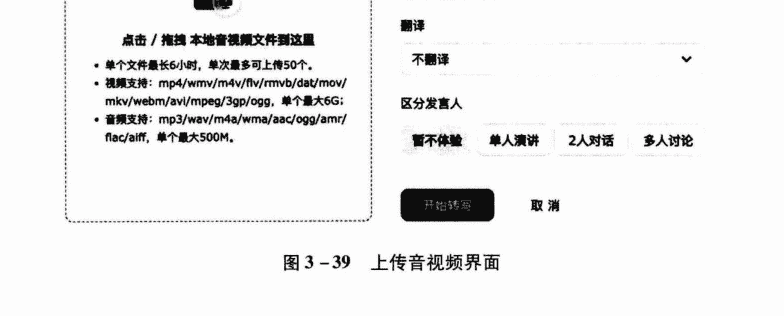 点击 / 拖拽 本地音视频文件到这里
• 单个文件最长6小时，单次最多可上传50个。
• 视频支持：mp4/wmv/m4v/flv/rmvb/dat/mov/
mkv/webm/avi/mpeg/3gp/ogg，单个最大6G；
• 音频支持：mp3/wav/m4a/wma/aac/ogg/amr/
flac/aiff，单个最大500M。
翻译
不翻译
区分发言人
暂不体验 单人演讲 2人对话 多人讨论
开始转写 取消
图 3－39 上传音视频界面